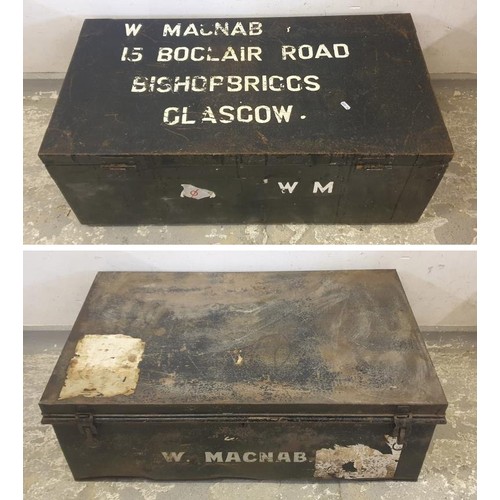 W MACNAB
15 BOCLAIR ROAD
BISHOPBRIGGS
GLASGOW.
W M
W. MACNAB.